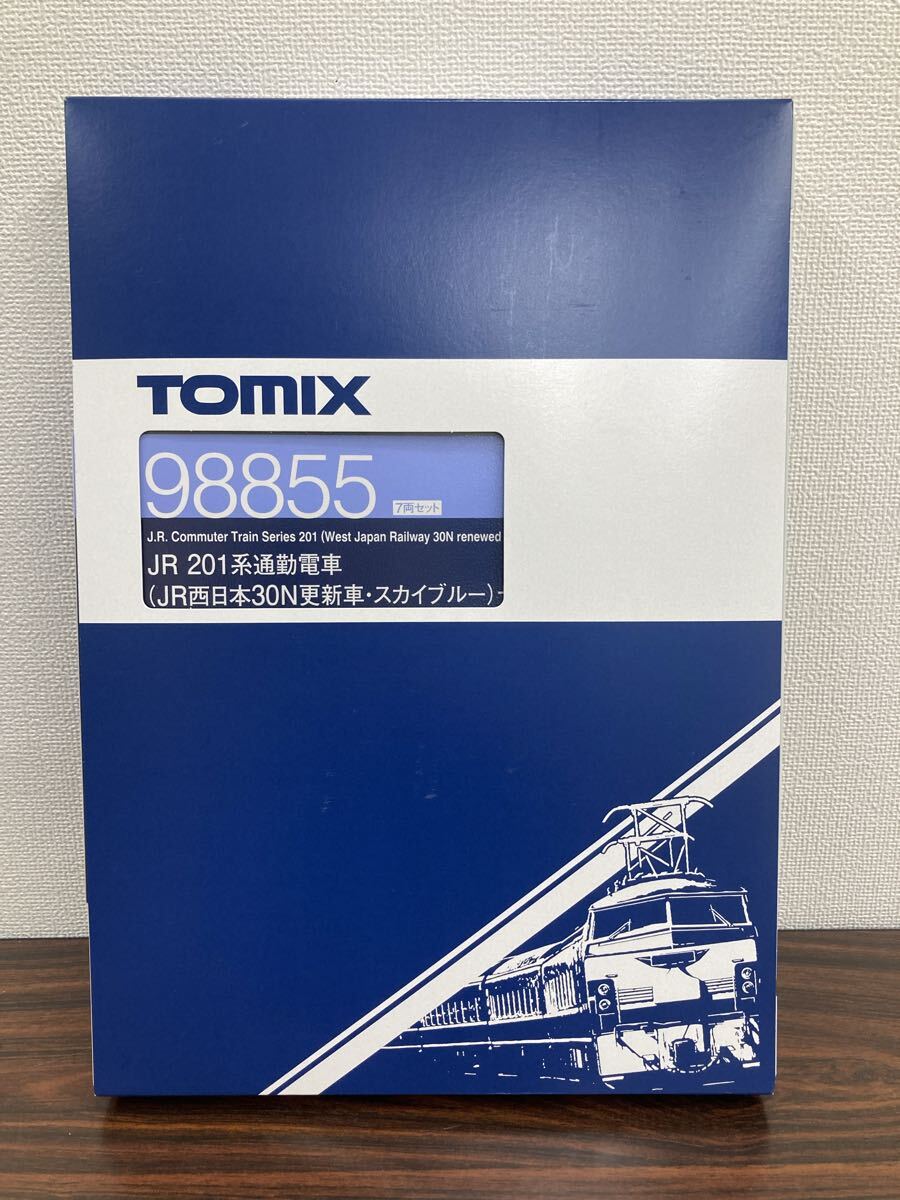 TOMIX
98855 7両セット
J.R. Commuter Train Series 201 (West Japan Railway 30N renewed
JR 201系通勤電車
(JR西日本30N更新車・スカイブルー)